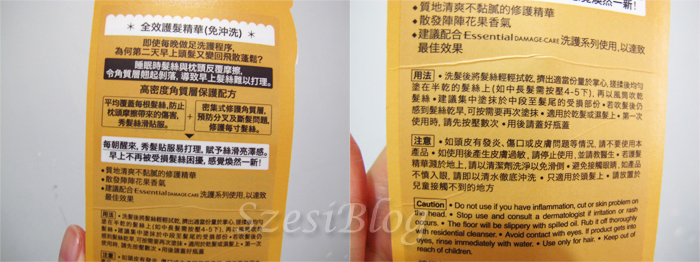 全效護髮精華(免沖洗)
即使每晚做足洗護程序,
為何第二天早上頭髮又變回飛散蓬鬆?
睡眠時髮絲與枕頭反覆摩擦,
令角質層翹起剝落,導致早上髮絲難以打理。
高密度角質層保護配方
平均覆蓋每根髮絲,防止
枕頭摩擦帶來的傷害,
秀髮絲滑貼服。
+
密集式修護角質層,
預防分叉及斷髮問題,
修護每寸髮絲。
每朝醒來,秀髮貼服易打理,賦予絲滑亮澤感。
早上不再被受損髮絲困擾,感覺煥然一新!
・質地清爽不黏膩的修護精華
・散發陣陣花果香氣
・建議配合Essential DAMAGE-CARE 洗護系列使用,以達致
最佳效果
用法
・質地清爽不黏膩的修護精華
・散發陣陣花果香氣
・建議配合Essential DAMAGE-CARE 洗護系列使用,以達致
最佳效果
用法 ・洗髮後將髮絲輕輕拭乾,擠出適當份量於掌心,搓揉後均勻
塗在半乾的髮絲上(如中長髮需按壓4-5下),再以風筒吹乾
髮絲。・建議集中塗抹於中段至髮尾的受損部份。・若吹髮後仍
感到髮絲乾旱,可按需要再次塗抹。・適用於乾或濕髮上。・第一次
使用時,請先按壓數次。・用後請蓋好瓶蓋
注意 ・如頭皮有發炎、傷口或皮膚問題等情況,請不要使用本
產品。・如使用後產生皮膚過敏,請停止使用,並請教醫生。・若護髮
精華濺於地上,請以清潔劑洗淨以免滑倒。・避免接觸眼睛,如產品
不慎入眼,請即以清水徹底沖洗。・只適用於頭髮上。・請放置於
兒童接觸不到的地方
Caution • Do not use if you have inflammation, cut or skin problem on
head. • Stop use and consult a dermatologist if irritation or rash
• The floor will be slippery with spilled oil. Rub it off thoroughly
residential cleanser. • Avoid contact with eyes. If product gets into
eyes, rinse immediately with water. • Use only for hair. • Keep out of
reach of children.
SzesiBlog